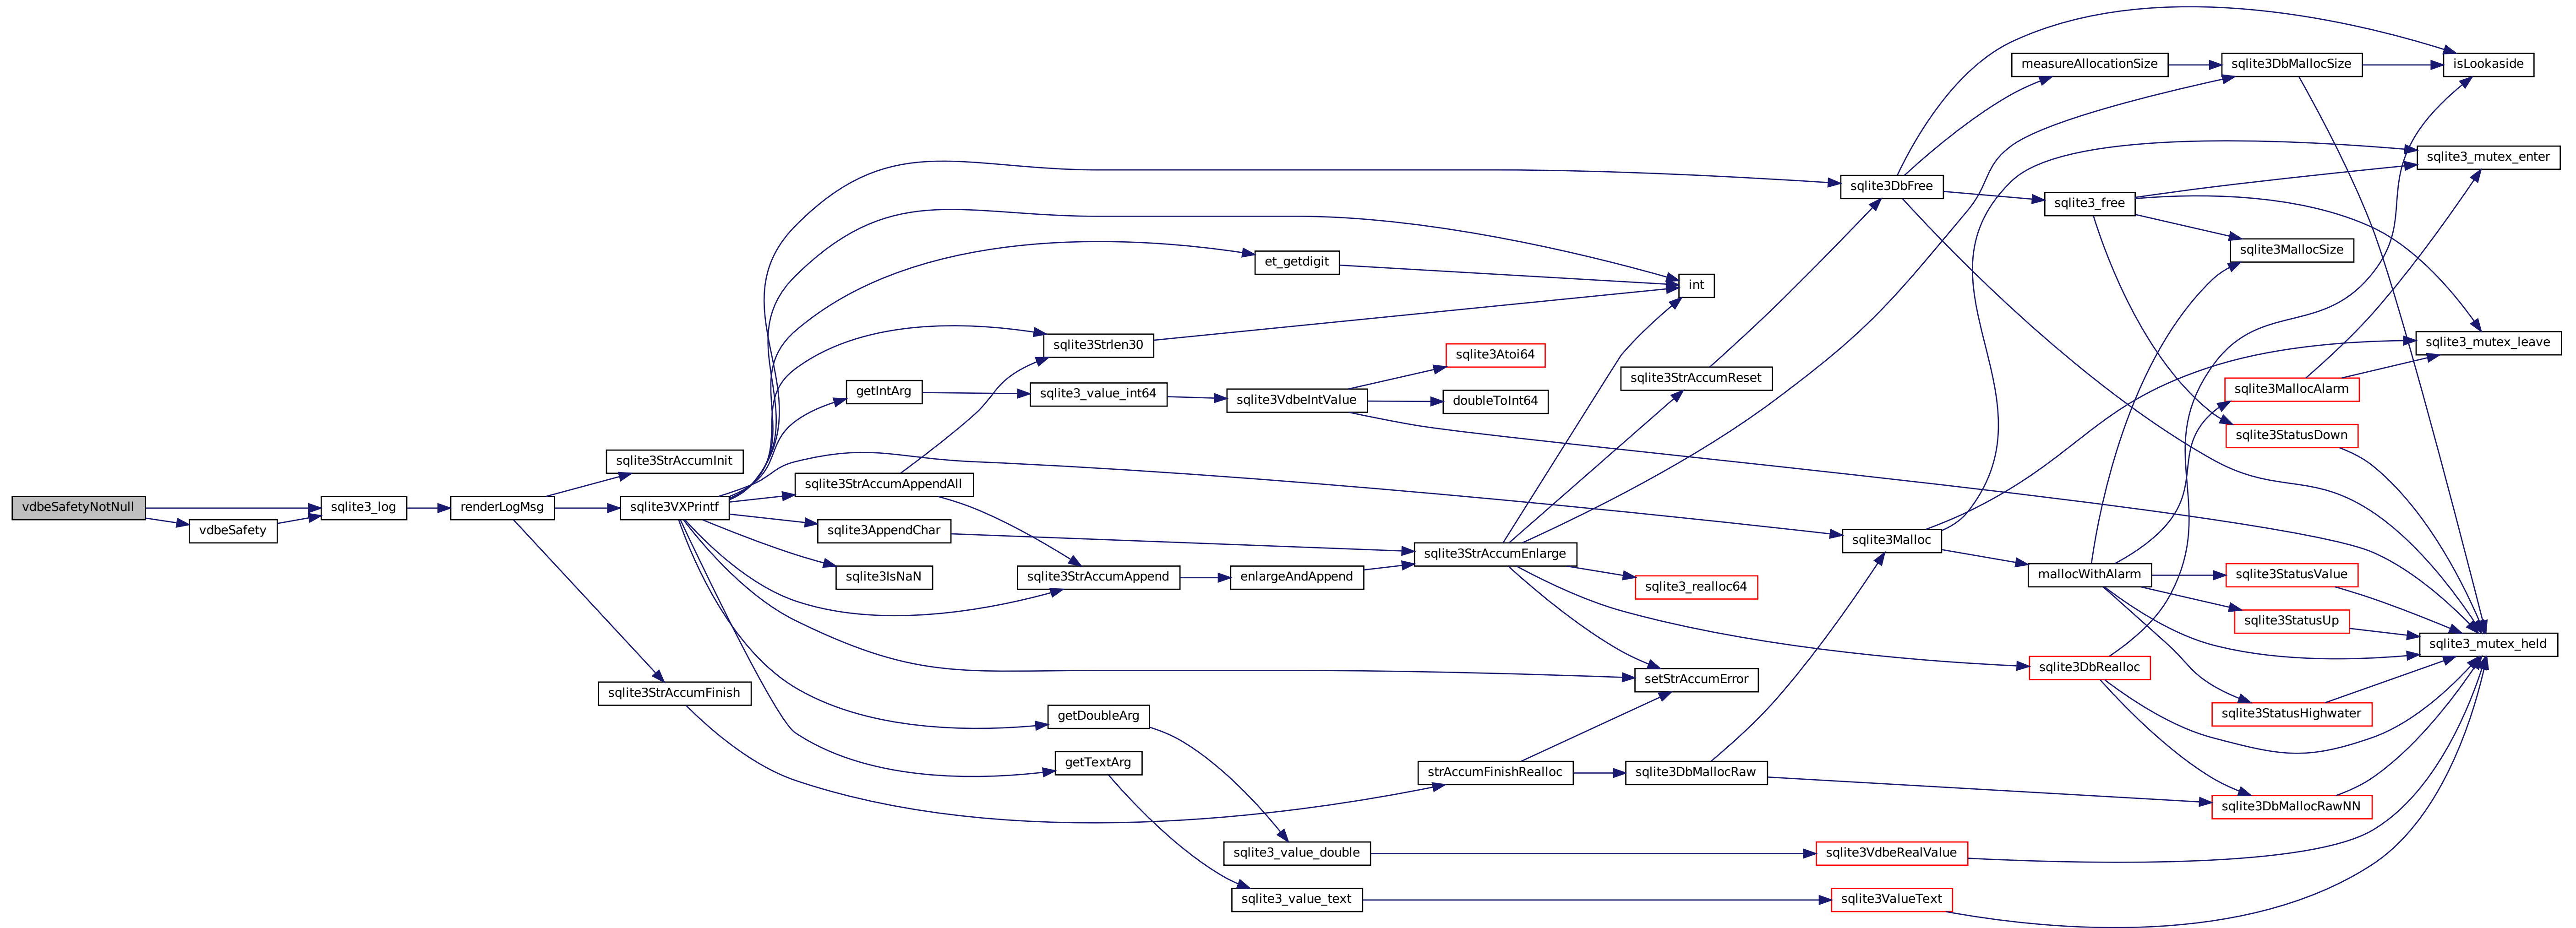 vdbeSafetyNotNull
vdbeSafety
sqlite3_log
renderLogMsg
sqlite3StrAccumInit
sqlite3VXPrintf
sqlite3StrAccumFinish
getIntArg
sqlite3StrAccumAppendAll
sqlite3AppendChar
sqlite3IsNaN
sqlite3Strlen30
sqlite3_value_int64
sqlite3StrAccumAppend
getDoubleArg
getTextArg
et_getdigit
sqlite3VdbeIntValue
enlargeAndAppend
sqlite3_value_double
sqlite3_value_text
sqlite3Atoi64
doubleToInt64
sqlite3StrAccumEnlarge
strAccumFinishRealloc
int
sqlite3StrAccumReset
sqlite3_realloc64
setStrAccumError
sqlite3DbMallocRaw
sqlite3DbFree
sqlite3Malloc
sqlite3VdbeRealValue
sqlite3ValueText
measureAllocationSize
sqlite3_free
mallocWithAlarm
sqlite3DbRealloc
sqlite3DbMallocSize
sqlite3MallocSize
sqlite3MallocAlarm
sqlite3StatusDown
sqlite3StatusValue
sqlite3StatusUp
sqlite3StatusHighwater
sqlite3DbMallocRawNN
isLookaside
sqlite3_mutex_enter
sqlite3_mutex_leave
sqlite3_mutex_held